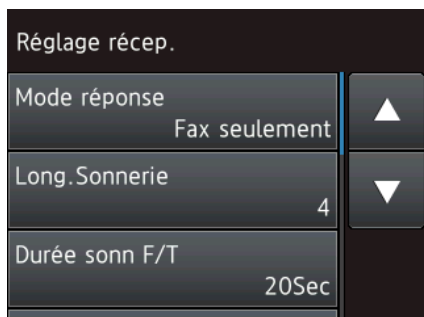 Réglage récep.
Mode réponse
Fax seulement
Long.Sonnerie
4
Durée sonn F/T
20Sec